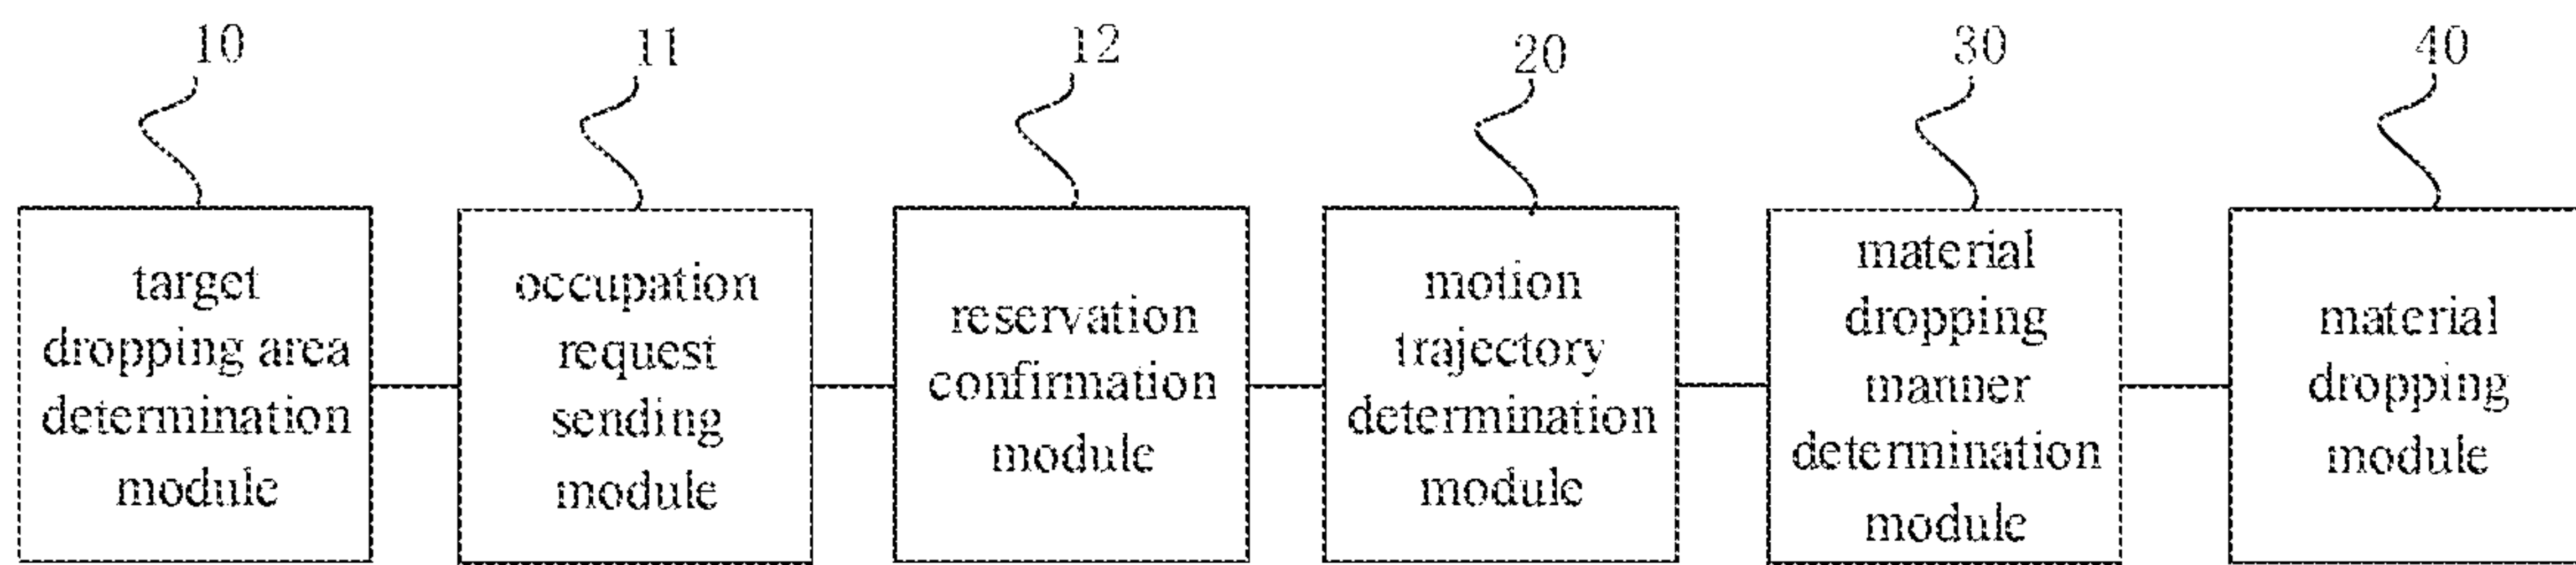 10
11
12
20
30
40
target
dropping area
determination
module
occupation
request
sending
module
reservation
confirmation
module
motion
trajectory
determination
module
material
dropping
manner
determination
module
material
dropping
module